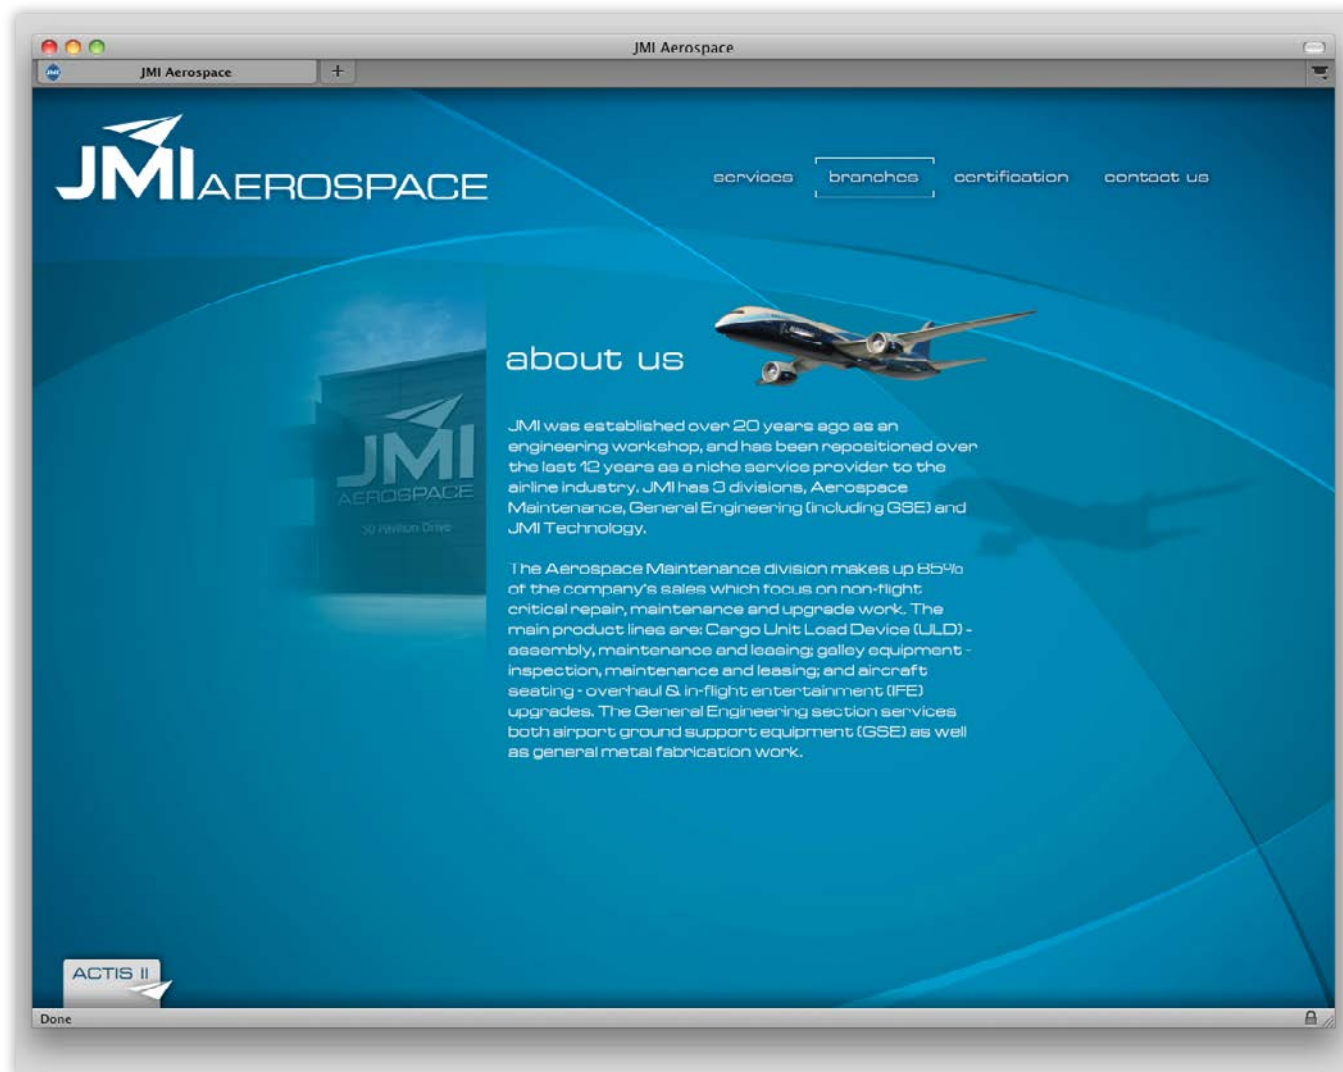 JMI Aerospace
JMI Aerospace
JMI AEROSPACE
services branches certification contact us
about us
JMI
AEROSPACE
30 Pavilion Drive
JMI was established over 20 years ago as an
engineering workshop, and has been repositioned over
the last 12 years as a niche service provider to the
airline industry. JMI has 3 divisions, Aerospace
Maintenance, General Engineering (including GSE) and
JMI Technology.
The Aerospace Maintenance division makes up 85%
of the company's sales which focus on non-flight
critical repair, maintenance and upgrade work. The
main product lines are: Cargo Unit Load Device (ULD) -
assembly, maintenance and leasing; galley equipment -
inspection, maintenance and leasing; and aircraft
seating - overhaul & in-flight entertainment (IFE)
upgrades. The General Engineering section services
both airport ground support equipment (GSE) as well
as general metal fabrication work.
ACTIS II
Done